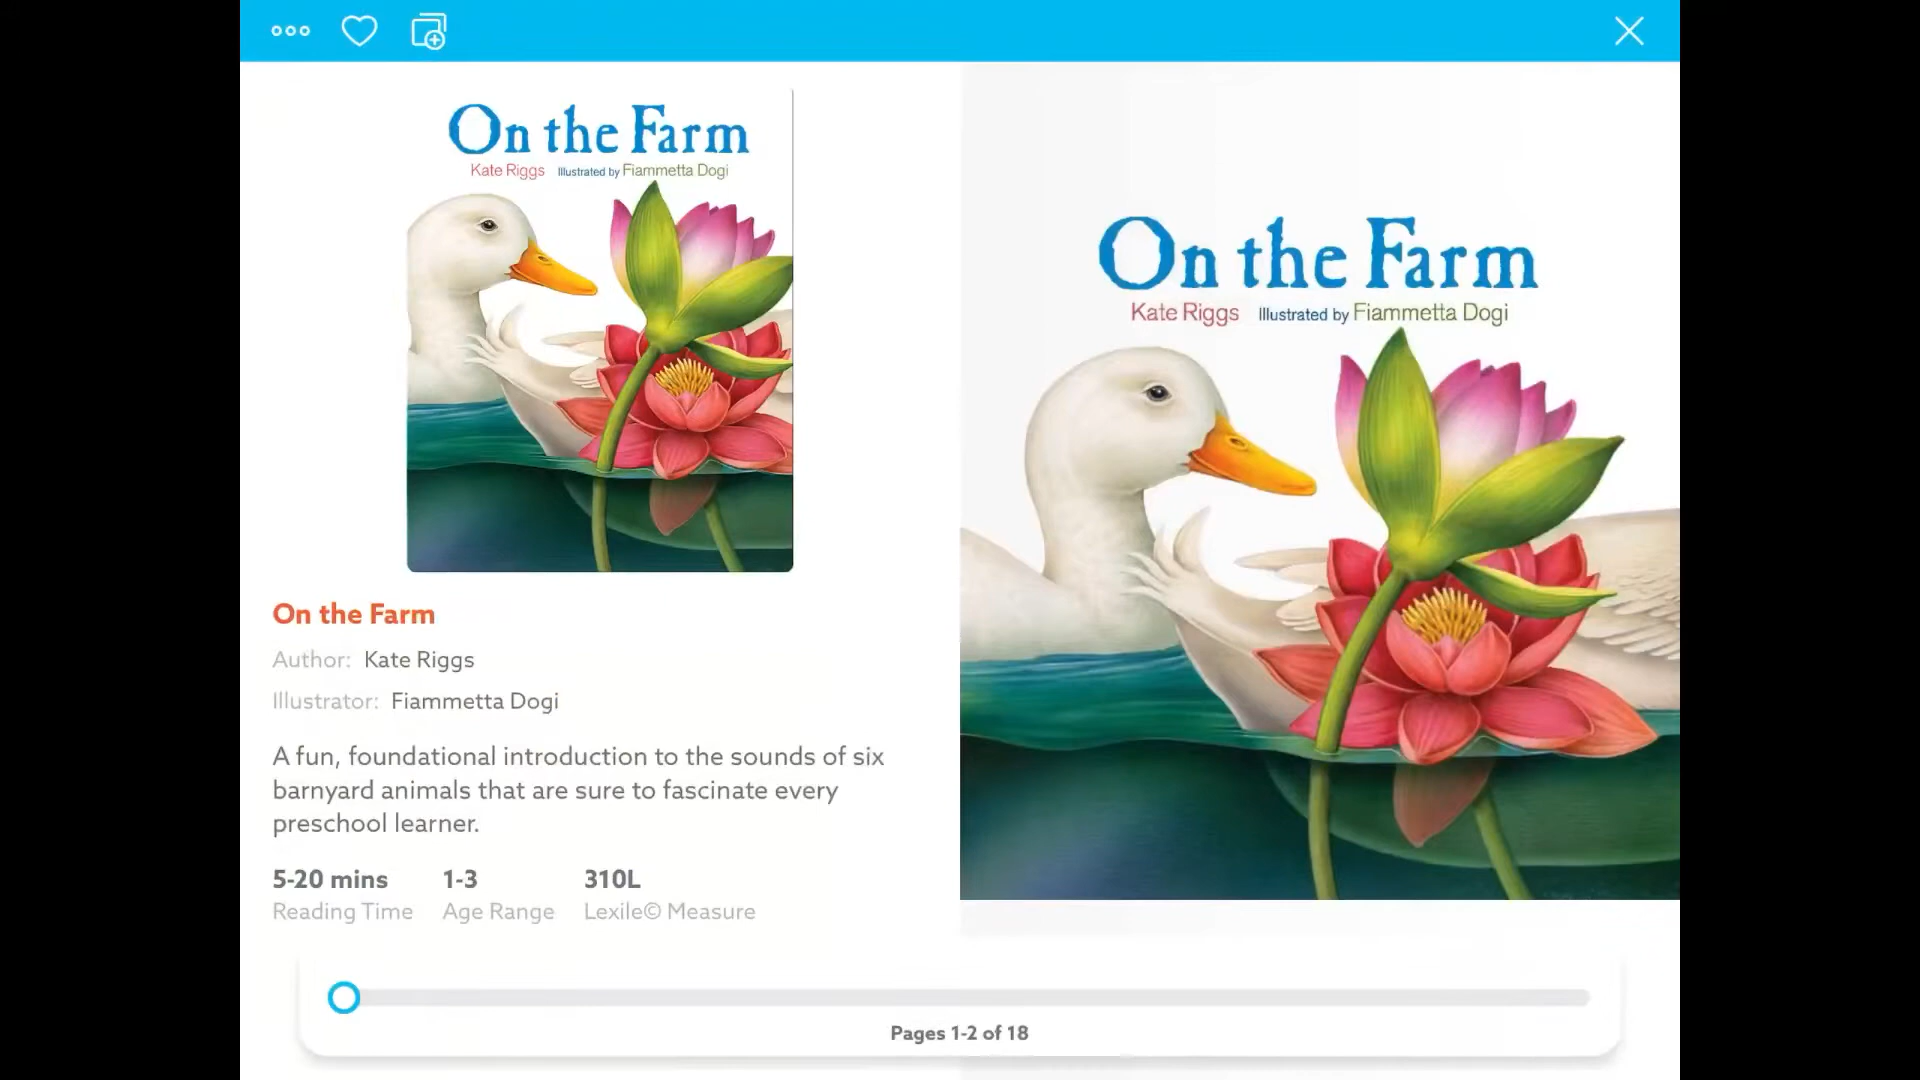 On the Farm
Kate Riggs Illustrated by Fiammetta Dogi
On the Farm
Author: Kate Riggs
Illustrator: Fiammetta Dogi
A fun, foundational introduction to the sounds of six
barnyard animals that are sure to fascinate every
preschool learner.
5-20 mins 1-3 310L
Reading Time Age Range Lexile© Measure
On the Farm
Kate Riggs Illustrated by Fiammetta Dogi
Pages 1-2 of 18